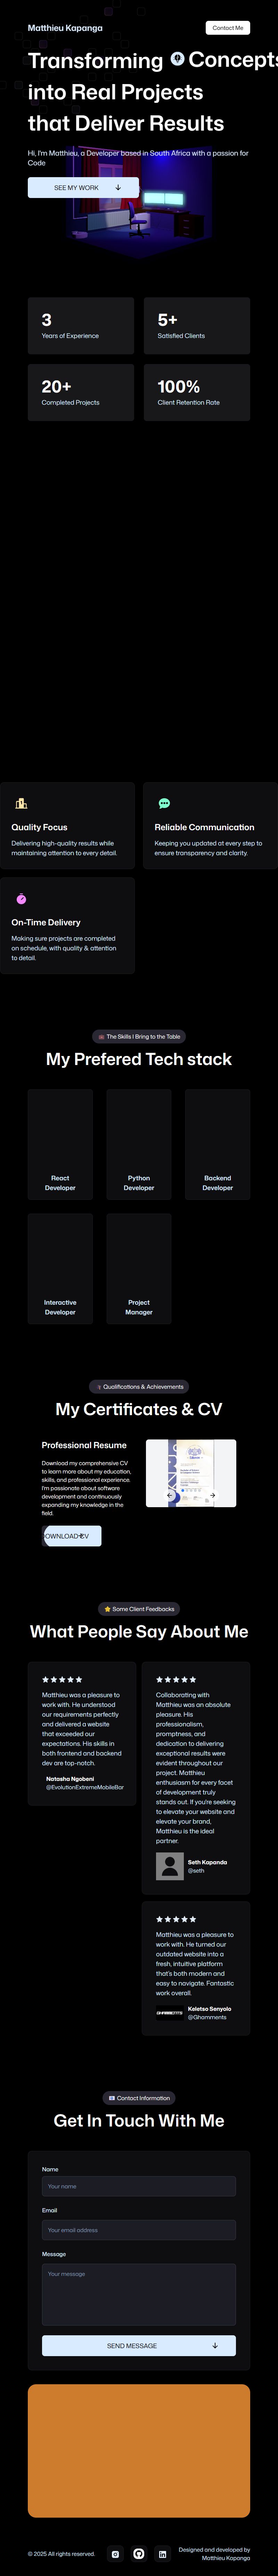 Matthieu Kapanga
Contact Me
Transforming Concepts
into Real Projects
that Deliver Results
Hi, I'm Matthieu, a Developer based in South Africa with a passion for
Code
SEE MY WORK
3
Years of Experience
5+
Satisfied Clients
20+
Completed Projects
100%
Client Retention Rate
Quality Focus
Delivering high-quality results while
maintaining attention to every detail.
Reliable Communication
Keeping you updated at every step to
ensure transparency and clarity.
On-Time Delivery
Making sure projects are completed
on schedule, with quality & attention
to detail.
The Skills I Bring to the Table
My Prefered Tech stack
React
Developer
Python
Developer
Backend
Developer
Interactive
Developer
Project
Manager
Qualifications & Achievements
My Certificates & CV
Professional Resume
Download my comprehensive CV
to learn more about my education,
skills, and professional experience.
I'm passionate about software
development and continuously
expanding my knowledge in the
field.
DOWNLOAD CV
Some Client Feedbacks
What People Say About Me
Matthieu was a pleasure to
work with. He understood
our requirements perfectly
and delivered a website
that exceeded our
expectations. His skills in
both frontend and backend
dev are top-notch.
Natasha Ngobeni
@EvolutionExtremeMobileBar
Collaborating with
Matthieu was an absolute
pleasure. His
professionalism,
promptness, and
dedication to delivering
exceptional results were
evident throughout our
project. Matthieu
enthusiasm for every facet
of development truly
stands out. If you're seeking
to elevate your website and
elevate your brand,
Matthieu is the ideal
partner.
Seth Kapanda
@seth
Matthieu was a pleasure to
work with. He turned our
outdated website into a
fresh, intuitive platform
that's both modern and
easy to navigate. Fantastic
work overall.
Keletso Senyolo
@Ghamments
Contact Information
Get In Touch With Me
Name
Your name
Email
Your email address
Message
Your message
SEND MESSAGE
© 2025 All rights reserved.
Designed and developed by
Matthieu Kapanga